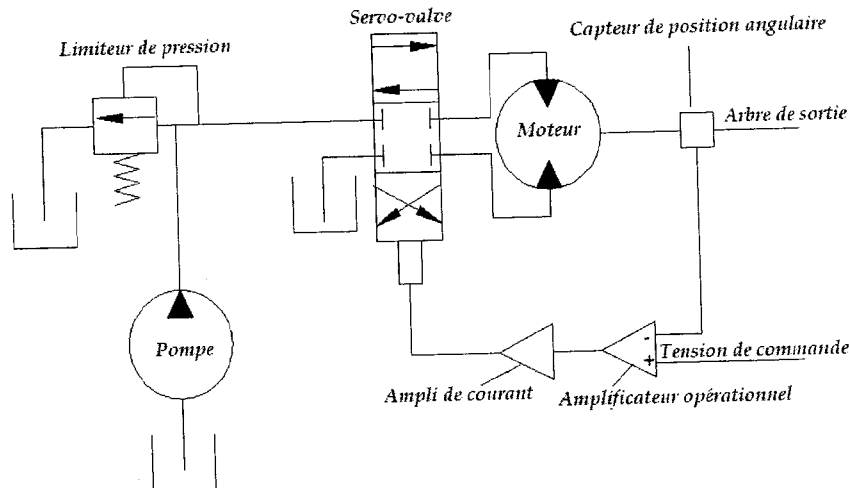 Servo-valve
Capteur de position angulaire
Limiteur de pression
Arbre de sortie
Moteur
Pompe
-
+
Tension de commande
Ampli de courant
Amplificateur opérationnel